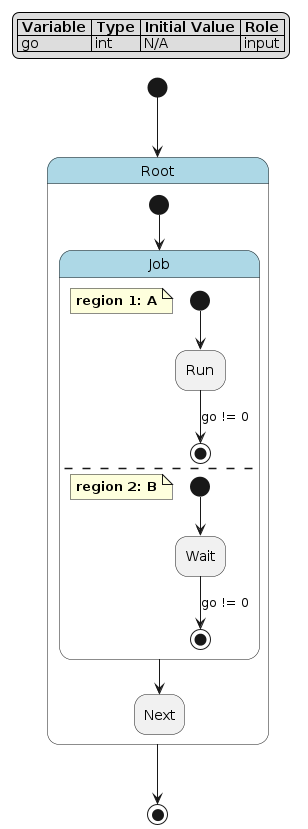 Variable Type Initial Value Role
go int N/A input
Root
Job
region 1: A
Run
go != 0
region 2: B
Wait
go != 0
Next